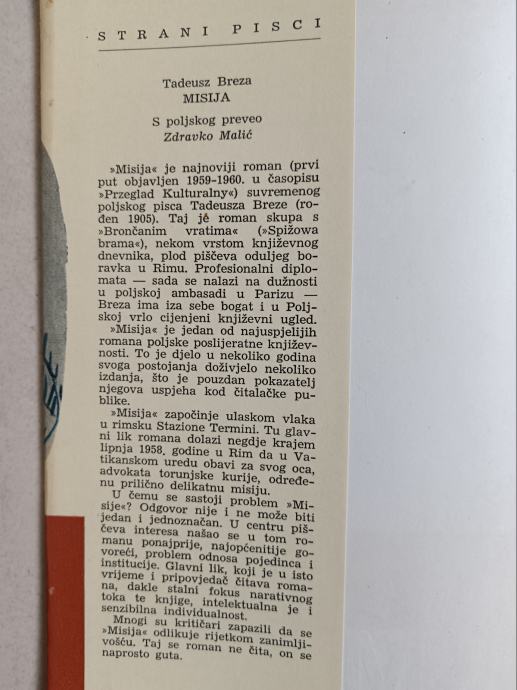 STRANI PISCI
Tadeusz Breza
MISIJA
S poljskog preveo
Zdravko Malić
»Misija« je najnoviji roman (prvi
put objavljen 1959-1960. u časopisu
»Przeglad Kulturalny«) suvremenog
poljskog pisca Tadeusza Breze (ro-
đen 1905). Taj je roman skupa s
»Brončanim vratima« (»Spiżowa
brama«), nekom vrstom književnog
dnevnika, plod piščeva oduljeg bo-
ravka u Rimu. Profesionalni diplo-
mata — sada se nalazi na dužnosti
u poljskoj ambasadi u Parizu —
Breza ima iza sebe bogat i u Polj-
skoj vrlo cijenjeni književni ugled.
»Misija« je jedan od najuspjelijih
romana poljske poslijeratne književ-
nosti. To je djelo u nekoliko godina
svoga postojanja doživjelo nekoliko
izdanja, što je pouzdan pokazatelj
njegova uspjeha kod čitalačke pu-
blike.
»Misija« započinje ulaskom vlaka
u rimsku Stazione Termini. Tu glav-
ni lik romana dolazi negdje krajem
lipnja 1958. godine u Rim da u Va-
tikanskom uredu obavi za svog oca,
advokata torunjske kurije, određe-
nu prilično delikatnu misiju.
U čemu se sastoji problem »Mi-
sije«? Odgovor nije i ne može biti
jedan i jednoznačan. U centru piš-
čeva interesa našao se u tom ro-
manu ponajprije, najopćenitije go-
voreći, problem odnosa pojedinca i
institucije. Glavni lik, koji je u isto
vrijeme i pripovjedač čitava roma-
na, dakle stalni fokus narativnog
toka te knjige, intelektualna je i
senzibilna individualnost.
Mnogi su kritičari zapazili da se
»Misija« odlikuje rijetkom zanimlji-
vošću. Taj se roman ne čita, on se
naprosto guta.